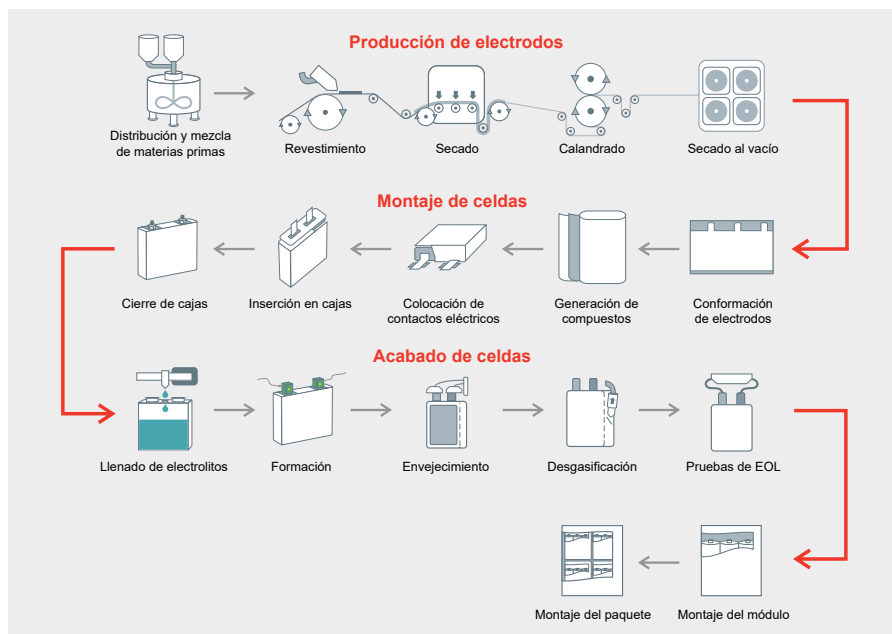 Producción de electrodos
Distribución y mezcla
de materias primas
Revestimiento
Secado
Calandrado
Secado al vacío
Montaje de celdas
Cierre de cajas
Inserción en cajas
Colocación de
contactos eléctricos
Generación de
compuestos
Conformación
de electrodos
Acabado de celdas
Llenado de electrolitos
Formación
Envejecimiento
Desgasificación
Pruebas de EOL
Montaje del paquete
Montaje del módulo